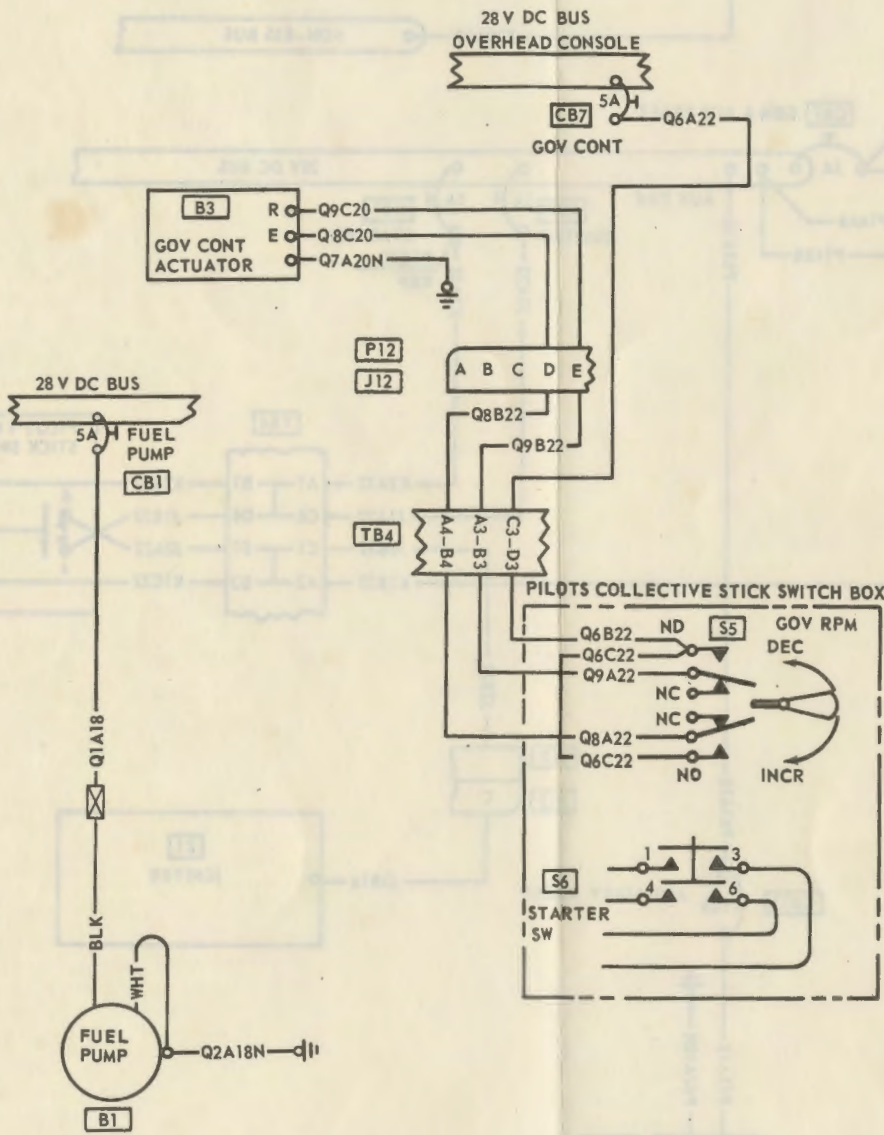 28 V DC BUS
OVERHEAD CONSOLE
5A
CB7
Q6A22
GOV CONT
B3
R
Q9C20
E
Q8C20
GOV CONT
ACTUATOR
Q7A20N
P12
J12
A B C D E
28 V DC BUS
5A
FUEL
PUMP
CB1
Q8B22
Q9B22
TB4
A4-B4
A3-B3
C3-D3
PILOTS COLLECTIVE STICK SWITCH BOX
Q6B22
NO
S5
GOV RPM
DEC
Q6C22
Q9A22
NC
NC
Q8A22
Q6C22
NO
INCR
Q1A18
1
3
S6
4
6
STARTER
SW
BLK
WHT
FUEL
PUMP
Q2A18N
B1